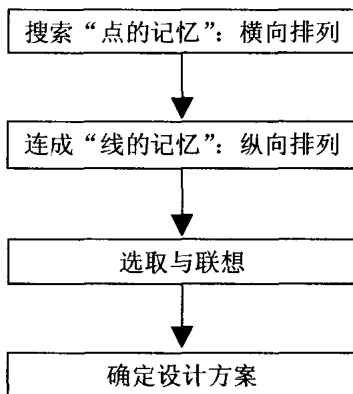 搜索“点的记忆”：横向排列
连成“线的记忆”：纵向排列
选取与联想
确定设计方案